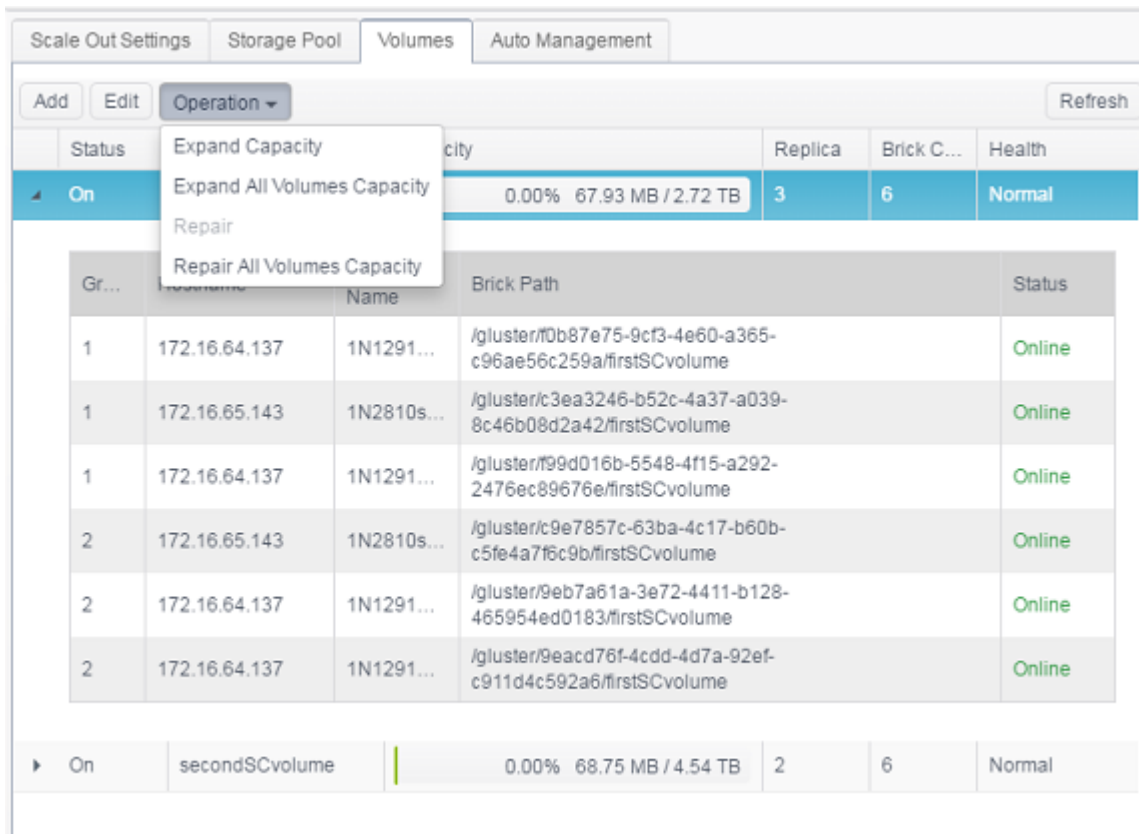 Scale Out Settings Storage Pool Volumes Auto Management
Add Edit Operation Refresh
Status city Replica Brick C... Health
Expand Capacity
Expand All Volumes Capacity
Repair
Repair All Volumes Capacity
On 0.00% 67.93 MB / 2.72 TB 3 6 Normal
Gr... Hostname Name Brick Path Status
1 172.16.64.137 1N1291... /gluster/f0b87e75-9cf3-4e60-a365-
c96ae56c259a/firstSCvolume Online
1 172.16.65.143 1N2810s... /gluster/c3ea3246-b52c-4a37-a039-
8c46b08d2a42/firstSCvolume Online
1 172.16.64.137 1N1291... /gluster/f99d016b-5548-4f15-a292-
2476ec89676e/firstSCvolume Online
2 172.16.65.143 1N2810s... /gluster/c9e7857c-63ba-4c17-b60b-
c5fe4a7f6c9b/firstSCvolume Online
2 172.16.64.137 1N1291... /gluster/9eb7a61a-3e72-4411-b128-
465954ed0183/firstSCvolume Online
2 172.16.64.137 1N1291... /gluster/9eacd76f-4cdd-4d7a-92ef-
c911d4c592a6/firstSCvolume Online
On secondSCvolume 0.00% 68.75 MB / 4.54 TB 2 6 Normal